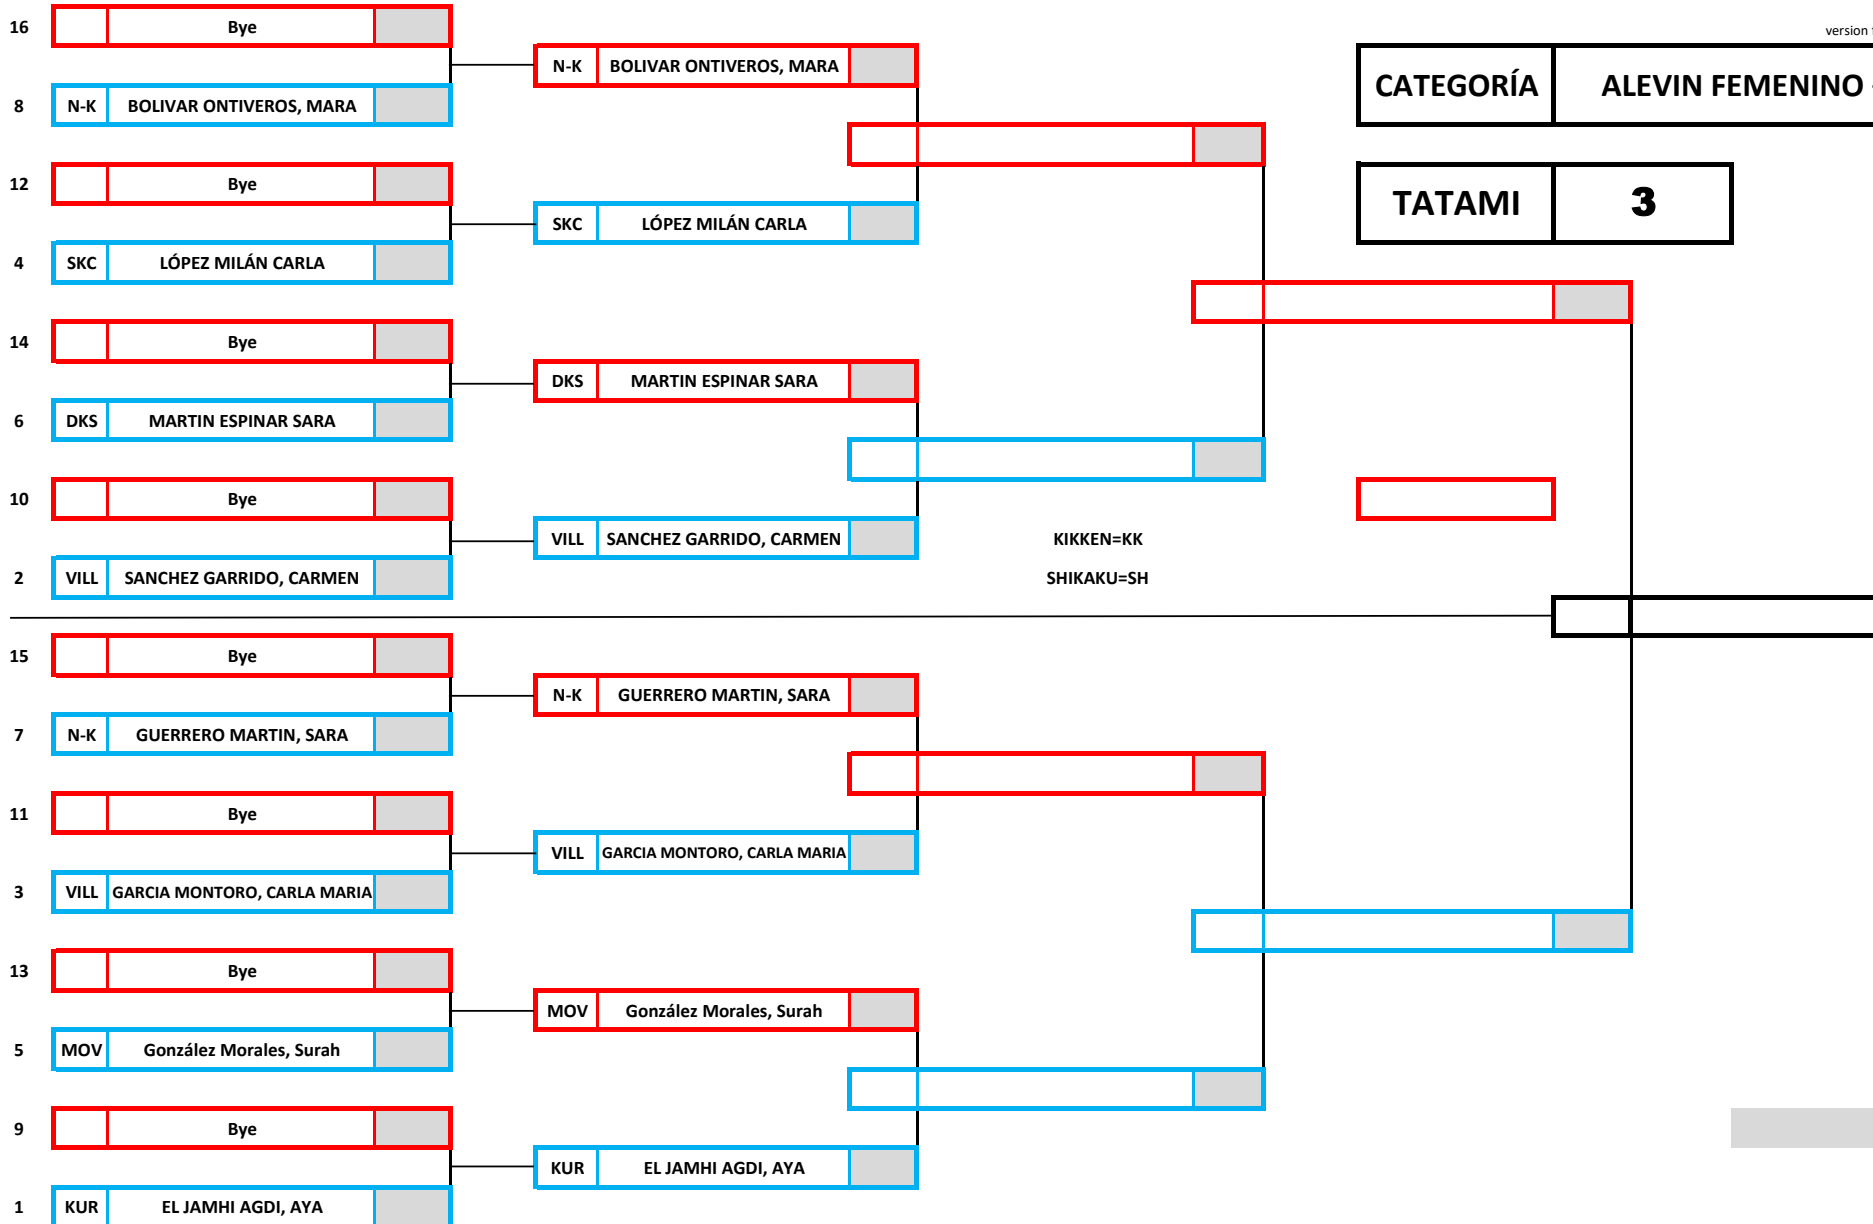 16 Bye
version
N-K BOLIVAR ONTIVEROS, MARA
CATEGORÍA ALEVIN FEMENINO
8 N-K BOLIVAR ONTIVEROS, MARA
12 Bye
TATAMI 3
SKC LÓPEZ MILÁN CARLA
4 SKC LÓPEZ MILÁN CARLA
14 Bye
DKS MARTIN ESPINAR SARA
6 DKS MARTIN ESPINAR SARA
10 Bye
VILL SANCHEZ GARRIDO, CARMEN
KIKKEN=KK
2 VILL SANCHEZ GARRIDO, CARMEN
SHIKAKU=SH
15 Bye
N-K GUERRERO MARTIN, SARA
7 N-K GUERRERO MARTIN, SARA
11 Bye
VILL GARCIA MONTORO, CARLA MARIA
3 VILL GARCIA MONTORO, CARLA MARIA
13 Bye
MOV González Morales, Surah
5 MOV González Morales, Surah
9 Bye
KUR EL JAMHI AGDI, AYA
1 KUR EL JAMHI AGDI, AYA